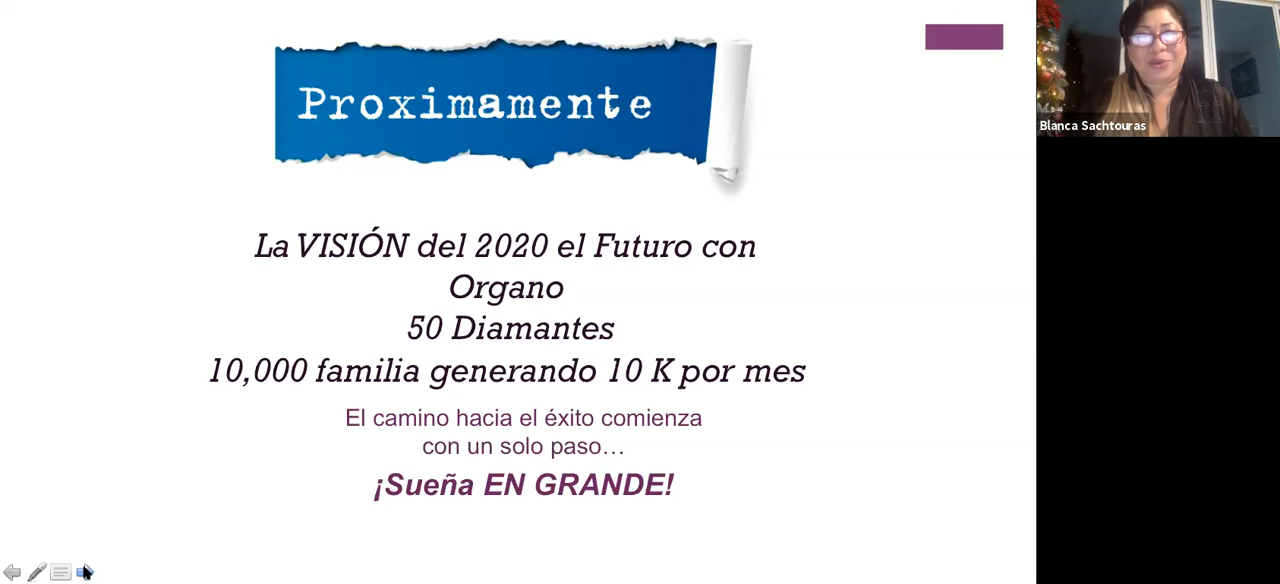 Proximamente
La VISIÓN del 2020 el Futuro con
Organo
50 Diamantes
10,000 familia generando 10 K por mes
El camino hacia el éxito comienza
con un solo paso…
¡Sueña EN GRANDE!
Blanca Sachtouras